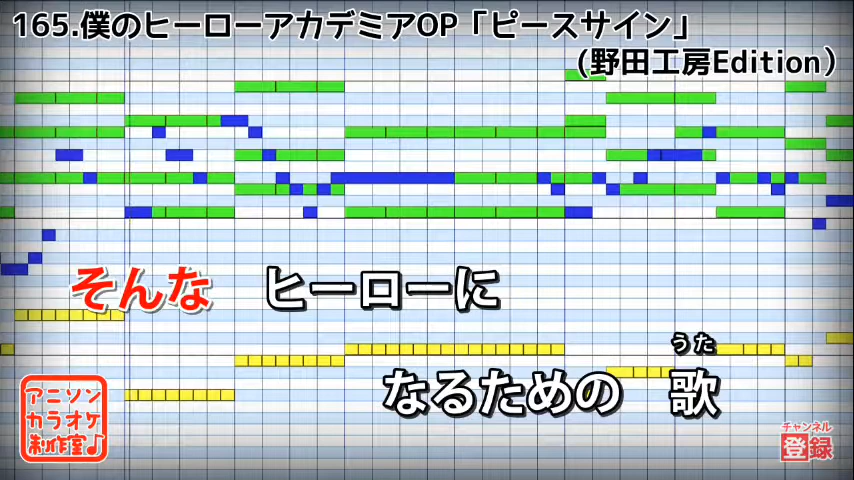 165.僕のヒーローアカデミアOP「ピースサイン」
(野田工房Edition）
そんな ヒーローに
うた
なるための 歌
アニソン
カラオケ
制作室♪
チャンネル
登録